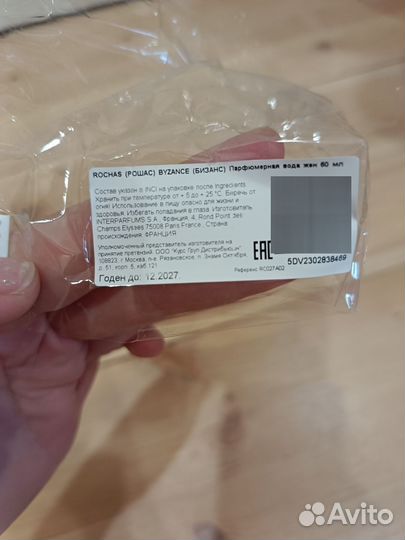 ROCHAS (РОШАС) BYZANCE (БИЗАНС) Парфюмерная вода жен 60 мл
Состав указан в INCI на упаковке после Ingredients
Хранить при температуре от + 5 до + 25 °C. Беречь от
огня! Использование в пищу опасно для жизни и
здоровья. Избегать попадания в глаза. Изготовитель:
INTERPARFUMS S.A., Франция, 4, Rond Point des
Champs Elysees 75008 Paris France , Страна
происхождения: ФРАНЦИЯ
Уполномоченный представитель изготовителя на
принятие претензий: ООО "Курс Груп Дистрибьюшн"
108823, г.Москва, п-е. Рязановское, п. Знамя Октября,
д. 51, корп. 5, каб.121
Годен до: 12.2027.
EAC
5DV2302838469
Референс RC027A02
Avito